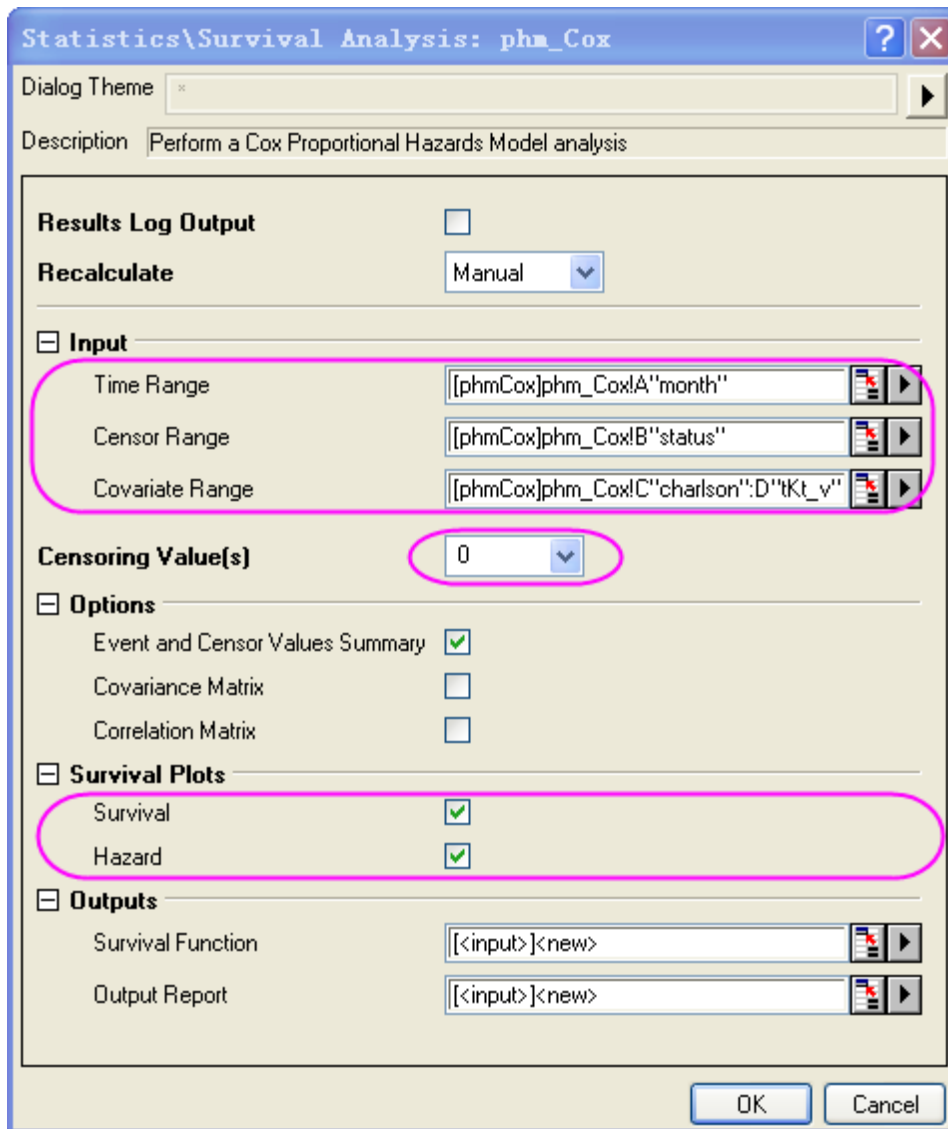 Statistics\Survival Analysis: phm_Cox
Dialog Theme *
Description Perform a Cox Proportional Hazards Model analysis
Results Log Output
Recalculate Manual
Input
Time Range [phmCox]phm_Cox!A"month"
Censor Range [phmCox]phm_Cox!B"status"
Covariate Range [phmCox]phm_Cox!C"charlson":D"tKt_v"
Censoring Value(s) 0
Options
Event and Censor Values Summary
Covariance Matrix
Correlation Matrix
Survival Plots
Survival
Hazard
Outputs
Survival Function [<input>]<new>
Output Report [<input>]<new>
OK Cancel